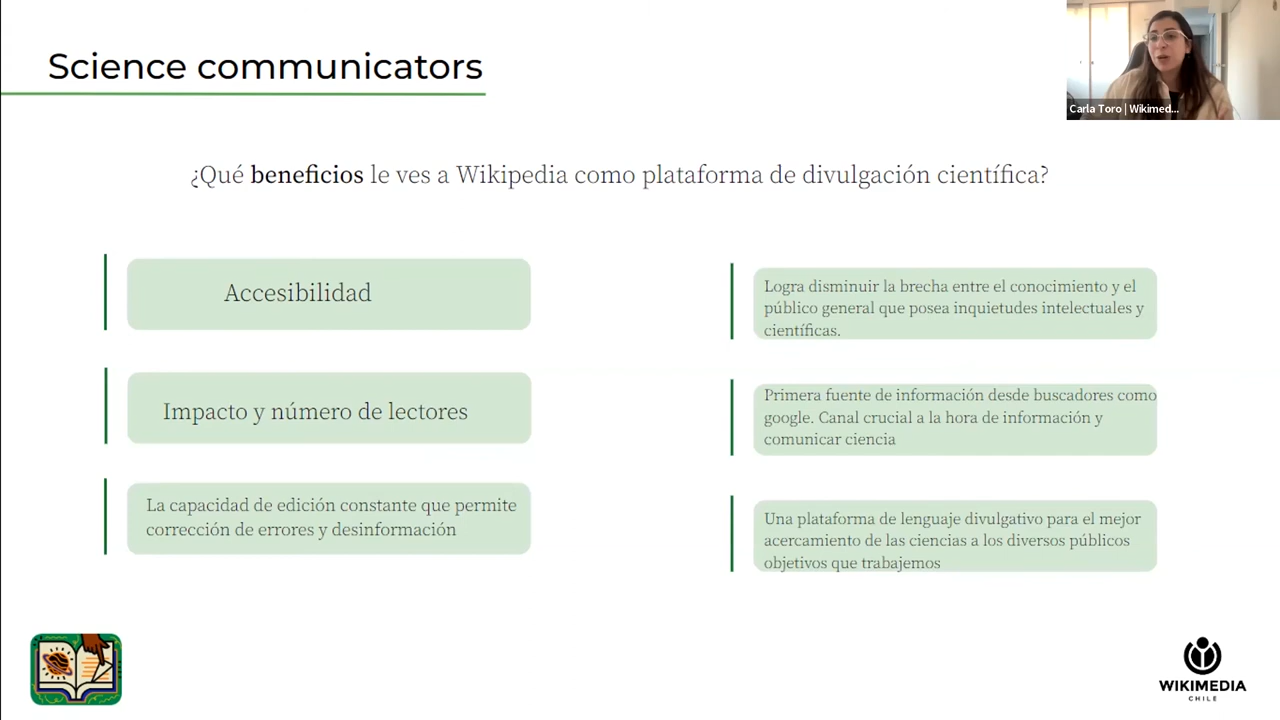 Science communicators
Carla Toro | Wikimed...
¿Qué beneficios le ves a Wikipedia como plataforma de divulgación científica?
Accesibilidad
Impacto y número de lectores
La capacidad de edición constante que permite
corrección de errores y desinformación
Logra disminuir la brecha entre el conocimiento y el
público general que posea inquietudes intelectuales y
científicas.
Primera fuente de información desde buscadores como
google. Canal crucial a la hora de información y
comunicar ciencia
Una plataforma de lenguaje divulgativo para el mejor
acercamiento de las ciencias a los diversos públicos
objetivos que trabajemos
WIKIMEDIA
CHILE